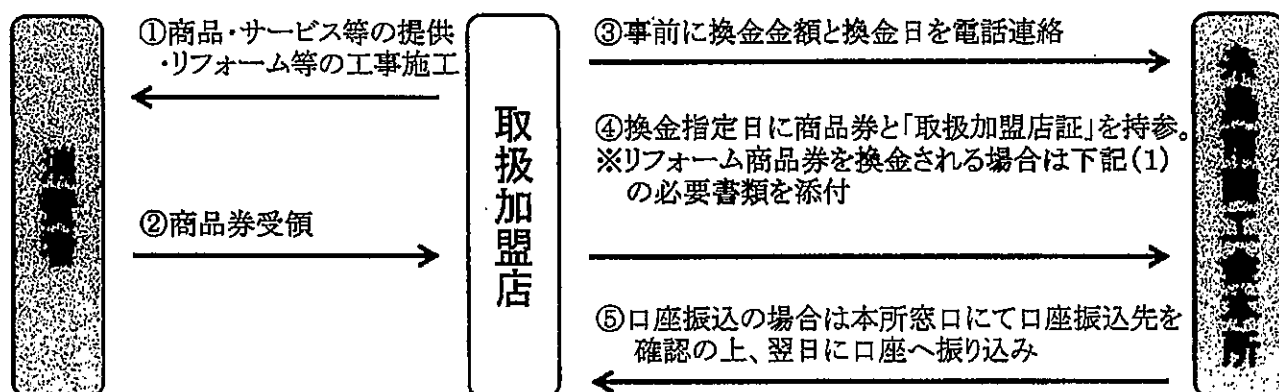 消費者
①商品・サービス等の提供
・リフォーム等の工事施工
②商品券受領
取扱加盟店
③事前に換金金額と換金日を電話連絡
④換金指定日に商品券と「取扱加盟店証」を持参。
※リフォーム商品券を換金される場合は下記(1)
の必要書類を添付
⑤口座振込の場合は本所窓口にて口座振込先を
確認の上、翌日に口座へ振り込み
商工会本所